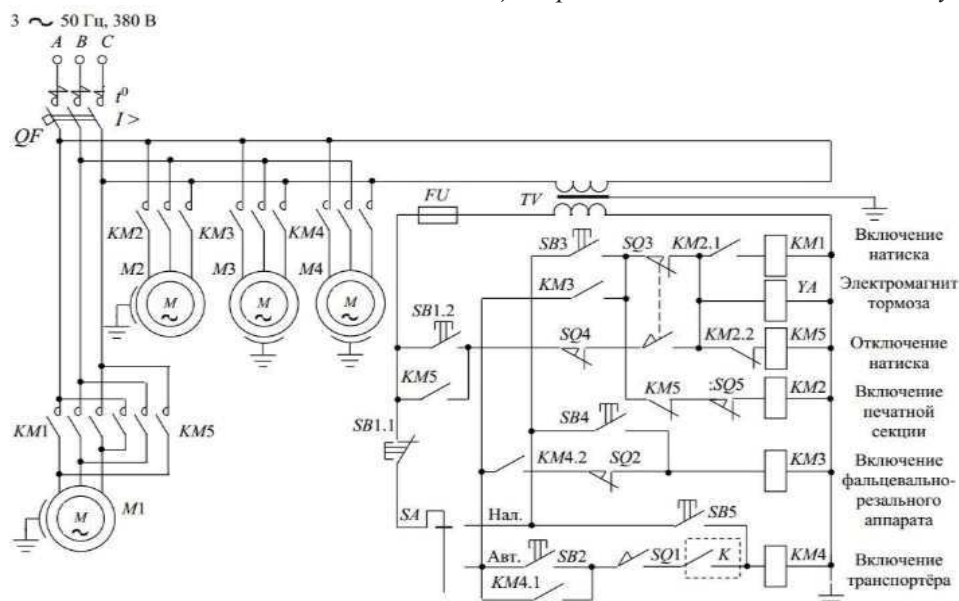 3 ~ 50 Гц, 380 В
A B C
t⁰
I >
QF
FU
TV
KM2
KM3
KM4
M2
M3
M4
M
~
M
~
M
~
SB3
SQ3
KM2.1
KM1
Включение
натиска
KM3
YA
Электромагнит
тормоза
SB1.2
SQ4
KM2.2
KM5
Отключение
натиска
KM5
KM5
:SQ5
KM2
Включение
печатной
секции
KM1
KM5
SB1.1
SB4
KM4.2
SQ2
KM3
Включение
фальцевально-
резального
аппарата
M
~
M1
SA
Нал.
SB5
Авт.
SB2
SQ1
K
KM4
Включение
транспортёра
KM4.1